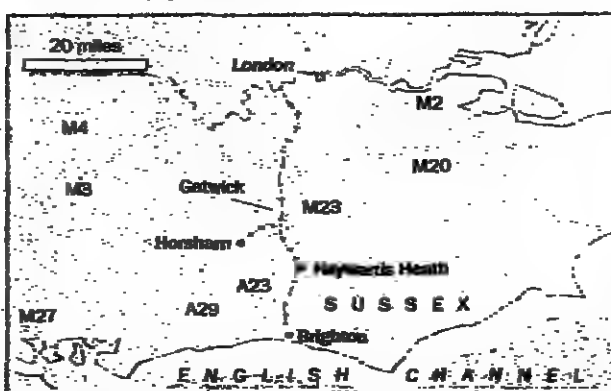 20 miles
London
M2
M4
M20
M3
Gatwick
M23
Horsham
Haywards Heath
A23
SUSSEX
A29
M27
Brighton
ENGLISH CHANNEL